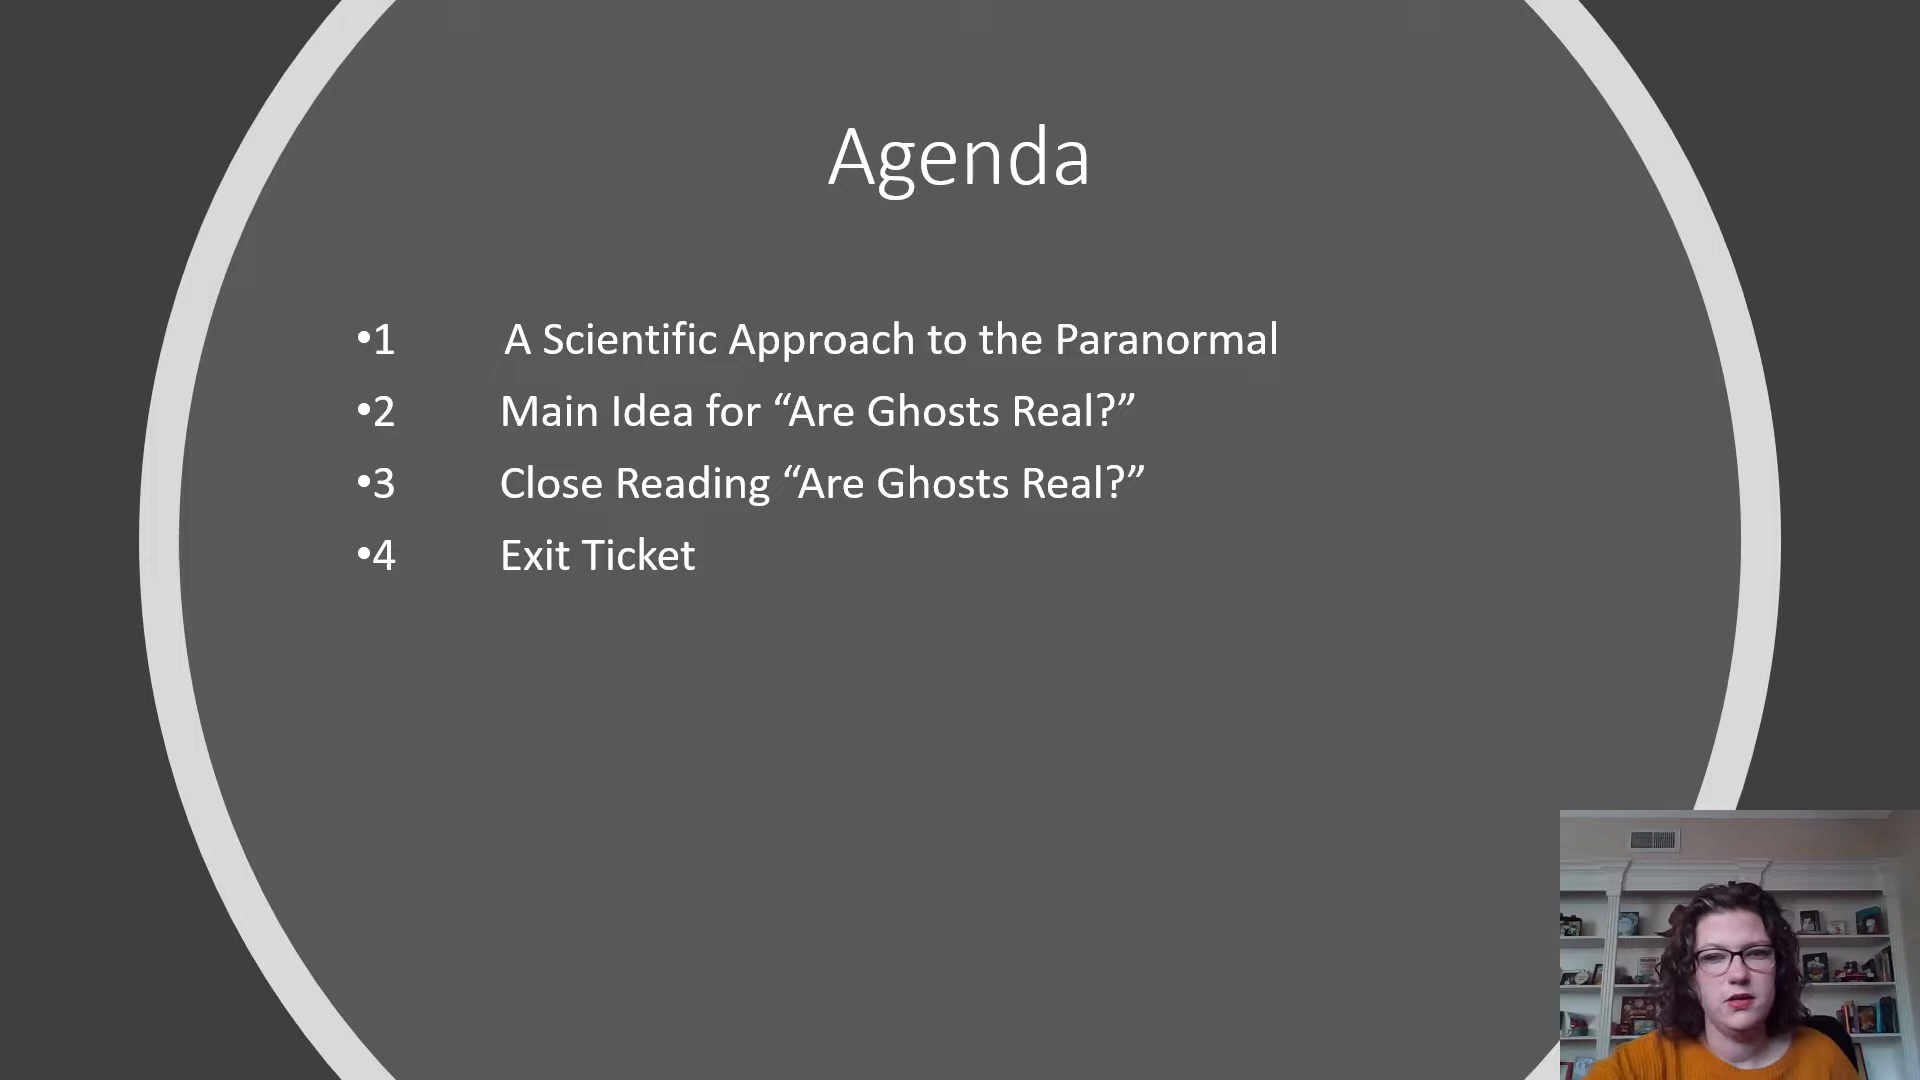 Agenda
•1 A Scientific Approach to the Paranormal
•2 Main Idea for “Are Ghosts Real?”
•3 Close Reading “Are Ghosts Real?”
•4 Exit Ticket